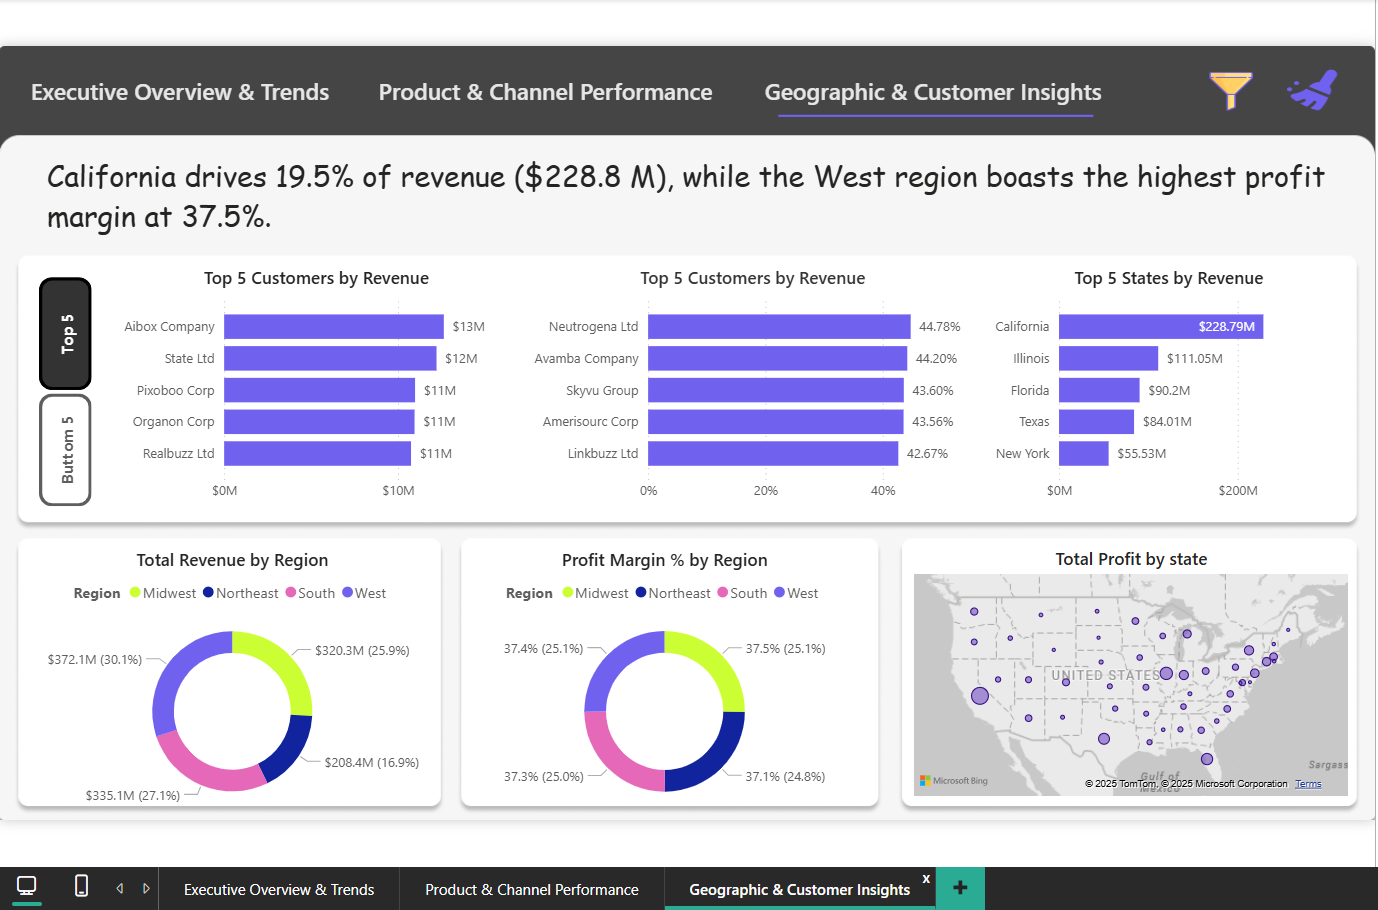 Executive Overview & Trends
Product & Channel Performance
Geographic & Customer Insights
California drives 19.5% of revenue ($228.8 M), while the West region boasts the highest profit
margin at 37.5%.
Top 5
Buttom 5
Top 5 Customers by Revenue
Aibox Company
$13M
State Ltd
$12M
Pixoboo Corp
$11M
Organon Corp
$11M
Realbuzz Ltd
$11M
$0M
$10M
Top 5 Customers by Revenue
Neutrogena Ltd
44.78%
Avamba Company
44.20%
Skyvu Group
43.60%
Amerisourc Corp
43.56%
Linkbuzz Ltd
42.67%
0%
20%
40%
Top 5 States by Revenue
California
$228.79M
Illinois
$111.05M
Florida
$90.2M
Texas
$84.01M
New York
$55.53M
$0M
$200M
Total Revenue by Region
Region Midwest Northeast South West
$372.1M (30.1%)
$320.3M (25.9%)
$208.4M (16.9%)
$335.1M (27.1%)
Profit Margin % by Region
Region Midwest Northeast South West
37.4% (25.1%)
37.5% (25.1%)
37.3% (25.0%)
37.1% (24.8%)
Total Profit by state
UNITED STATES
Gulf of
Mexico
Sargass
Microsoft Bing
© 2025 TomTom, © 2025 Microsoft Corporation Terms
Executive Overview & Trends
Product & Channel Performance
Geographic & Customer Insights
x
+